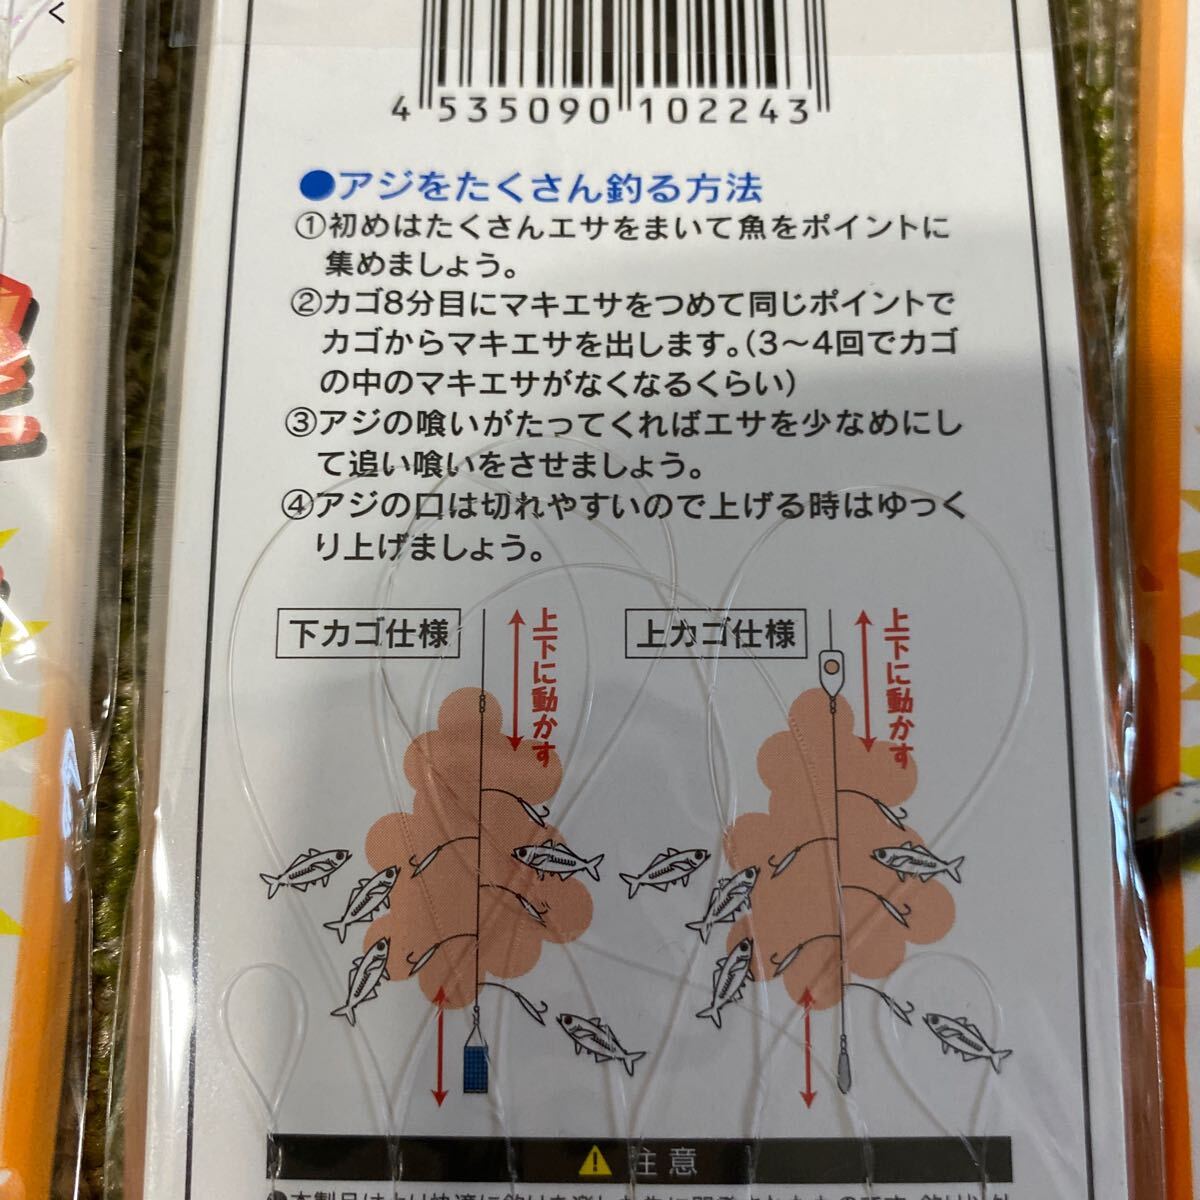 く
4 535090 102243
●アジをたくさん釣る方法
①初めはたくさんエサをまいて魚をポイントに
集めましょう。
②カゴ8分目にマキエサをつめて同じポイントで
カゴからマキエサを出します。(3～4回でカゴ
の中のマキエサがなくなるくらい)
③アジの喰いがたってくればエサを少なめにし
て追い喰いをさせましょう。
④アジの口は切れやすいので上げる時はゆっく
り上げましょう。
下カゴ仕様
上下に動かす
上カゴ仕様
上下に動かす
注意